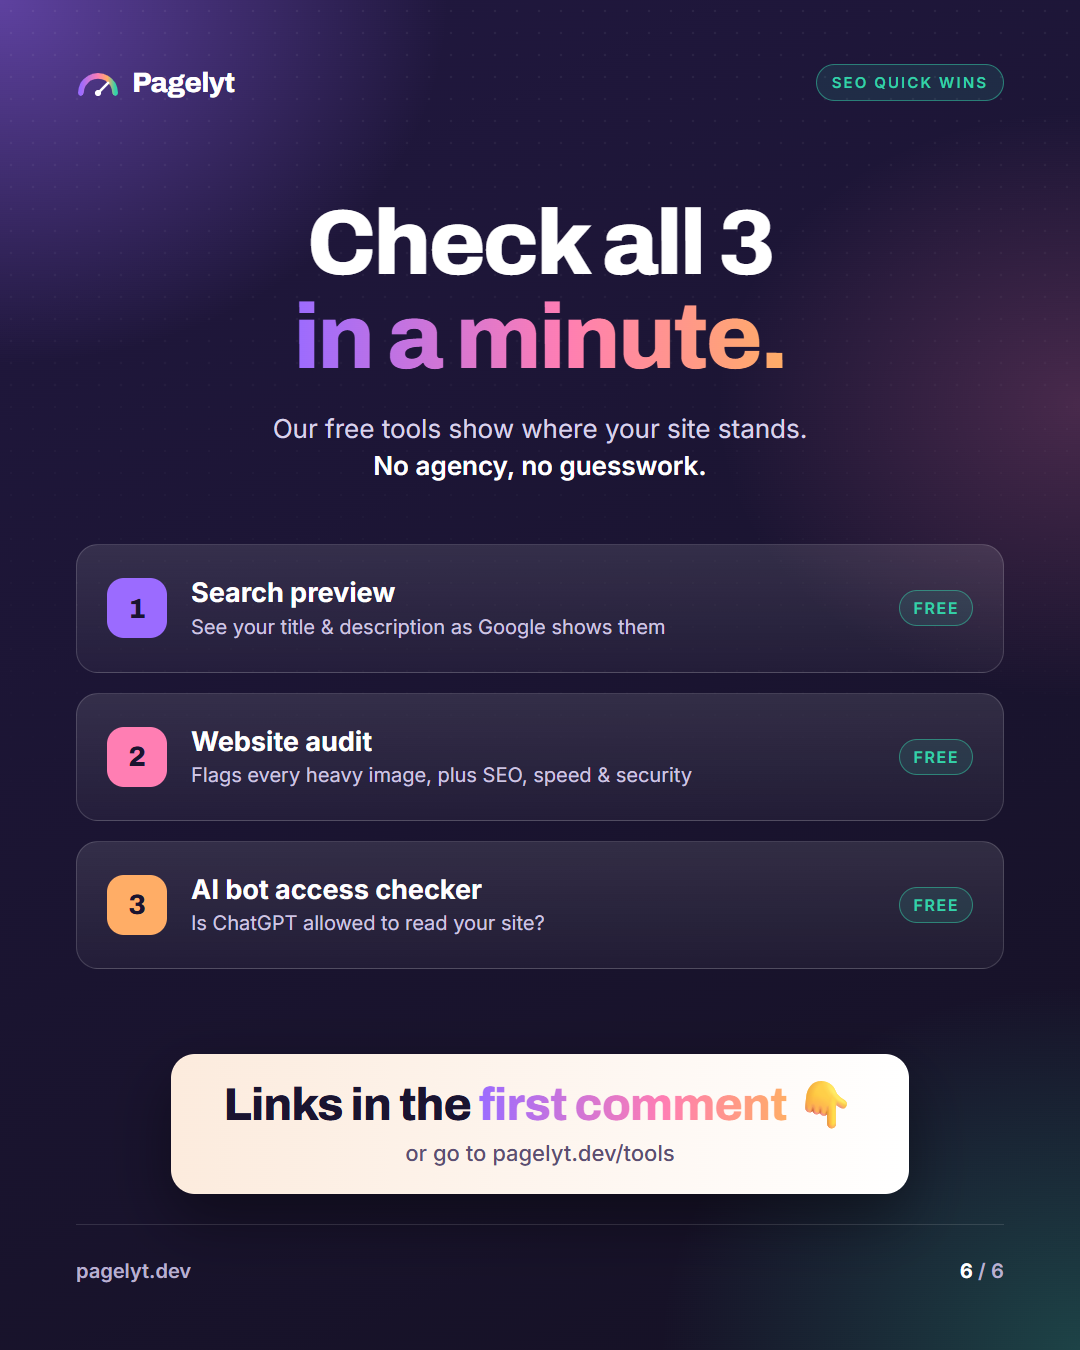 Pagelyt
SEO QUICK WINS
Check all 3
in a minute.
Our free tools show where your site stands.
No agency, no guesswork.
1
Search preview
See your title & description as Google shows them
FREE
2
Website audit
Flags every heavy image, plus SEO, speed & security
FREE
3
AI bot access checker
Is ChatGPT allowed to read your site?
FREE
Links in the first comment 👇
or go to pagelyt.dev/tools
pagelyt.dev
6 / 6